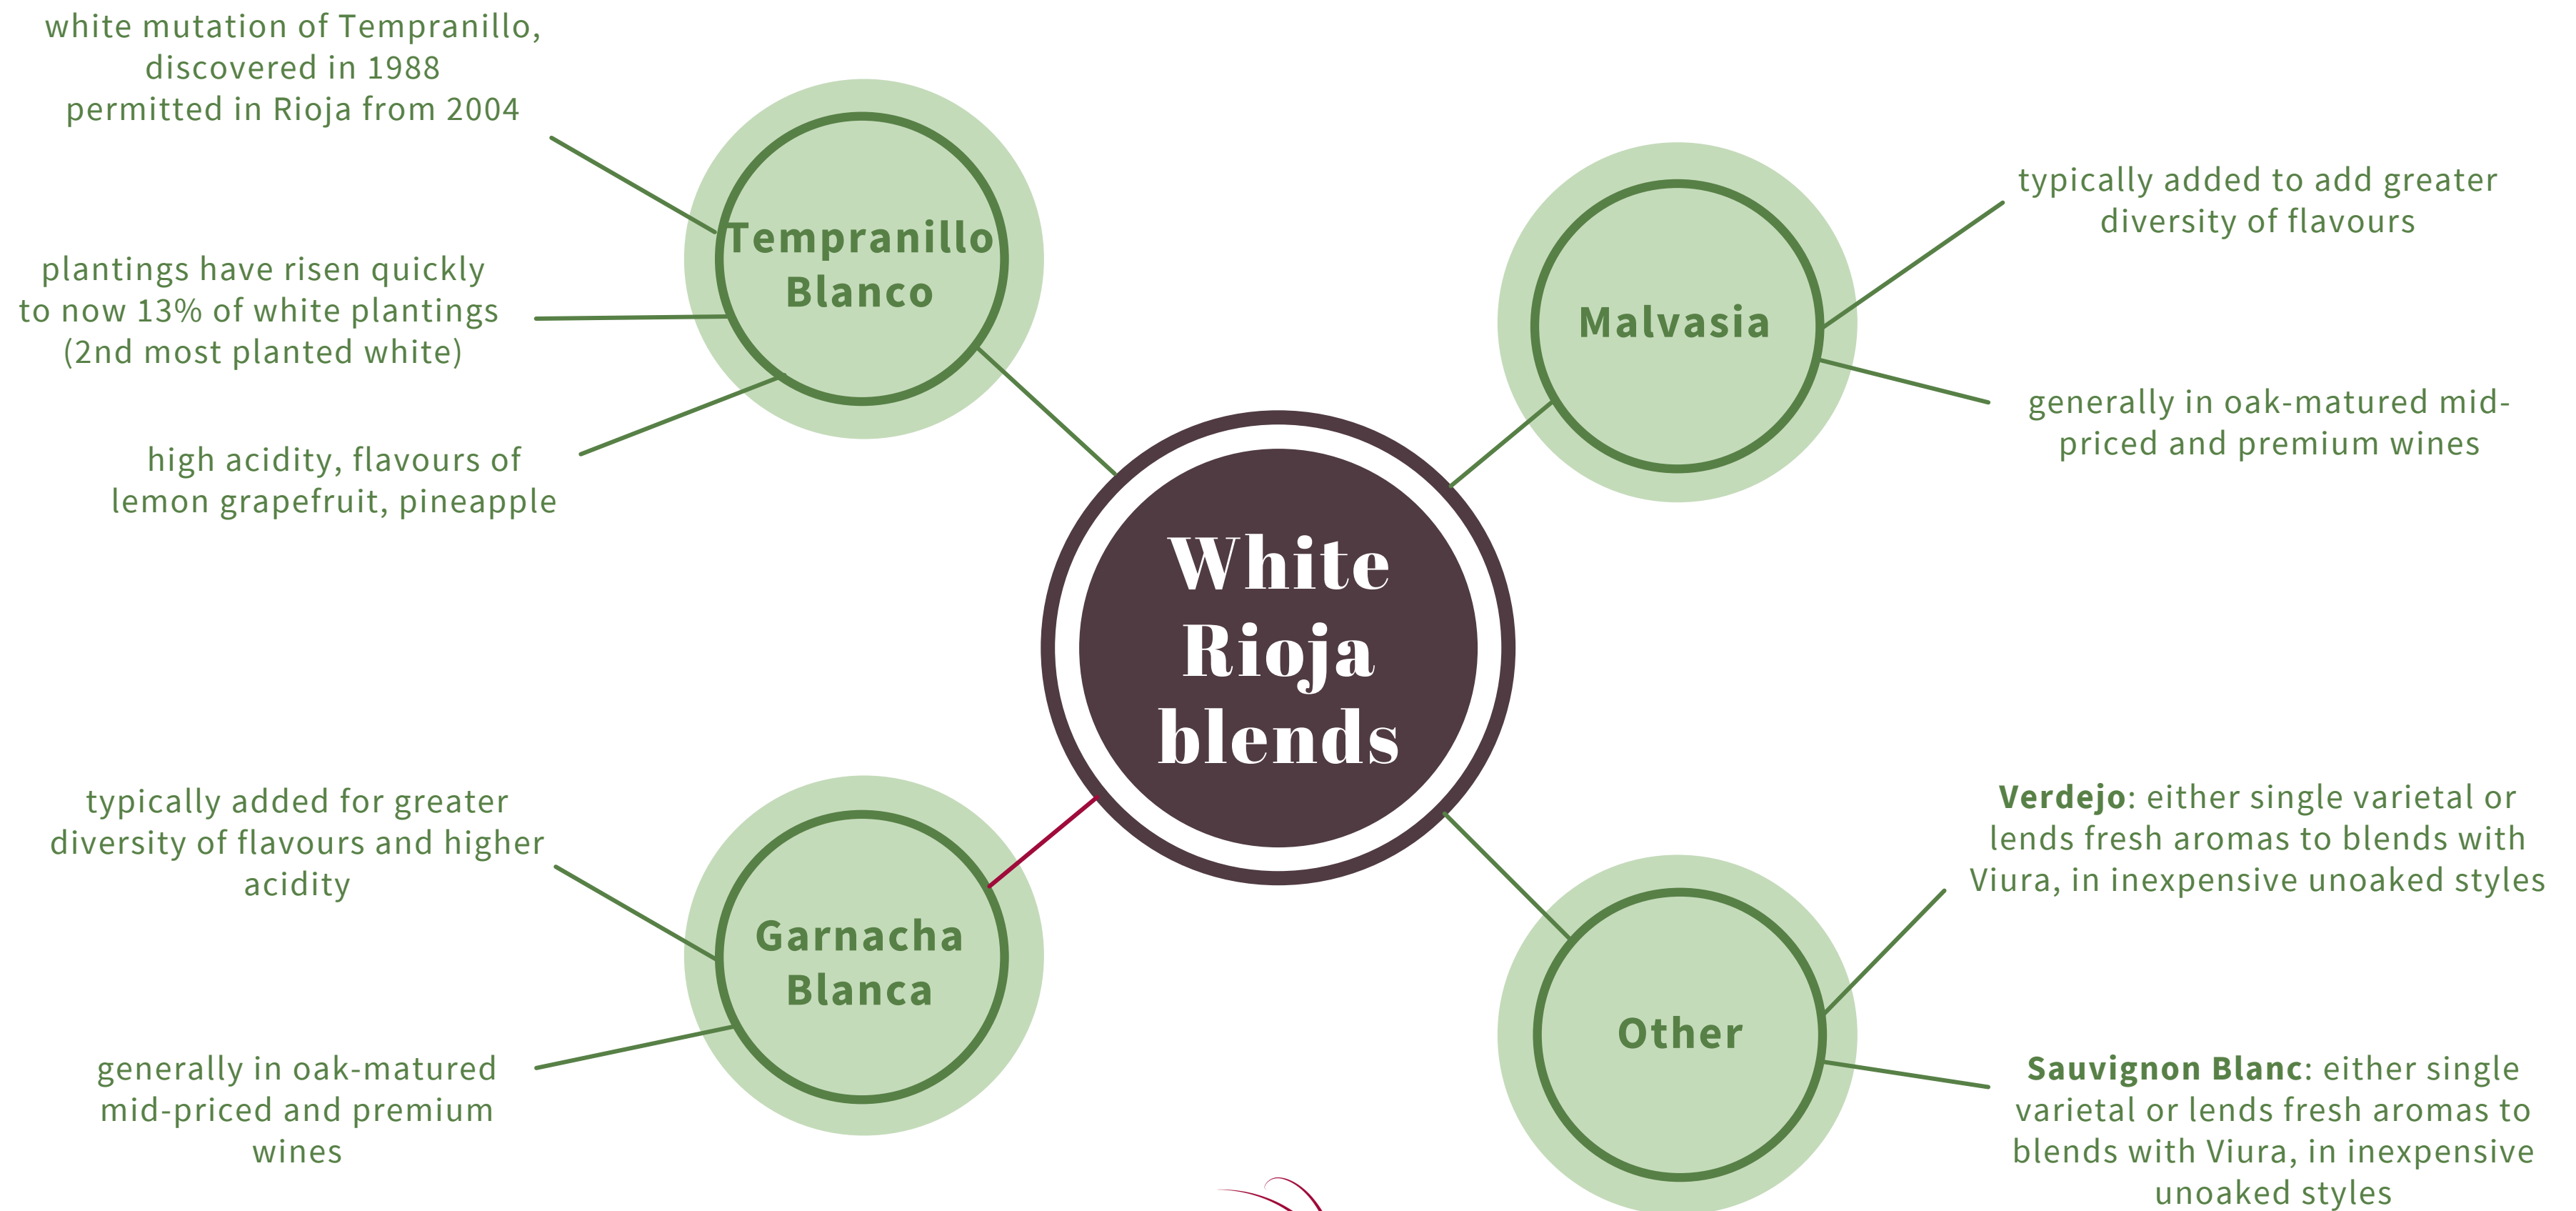 white mutation of Tempranillo,
discovered in 1988
permitted in Rioja from 2004
plantings have risen quickly
to now 13% of white plantings
(2nd most planted white)
high acidity, flavours of
lemon grapefruit, pineapple
Tempranillo
Blanco
Malvasia
typically added to add greater
diversity of flavours
generally in oak-matured mid-
priced and premium wines
White
Rioja
blends
typically added for greater
diversity of flavours and higher
acidity
generally in oak-matured
mid-priced and premium
wines
Garnacha
Blanca
Other
Verdejo: either single varietal or
lends fresh aromas to blends with
Viura, in inexpensive unoaked styles
Sauvignon Blanc: either single
varietal or lends fresh aromas to
blends with Viura, in inexpensive
unoaked styles